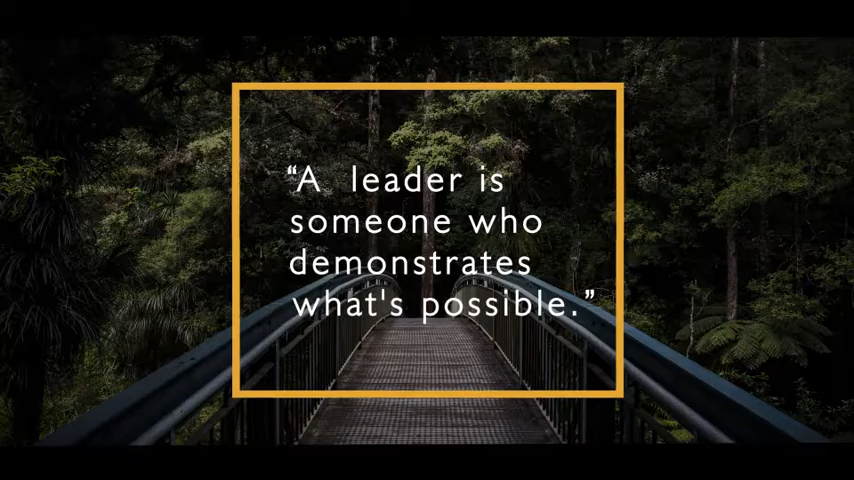 “A leader is
someone who
demonstrates
what's possible.”